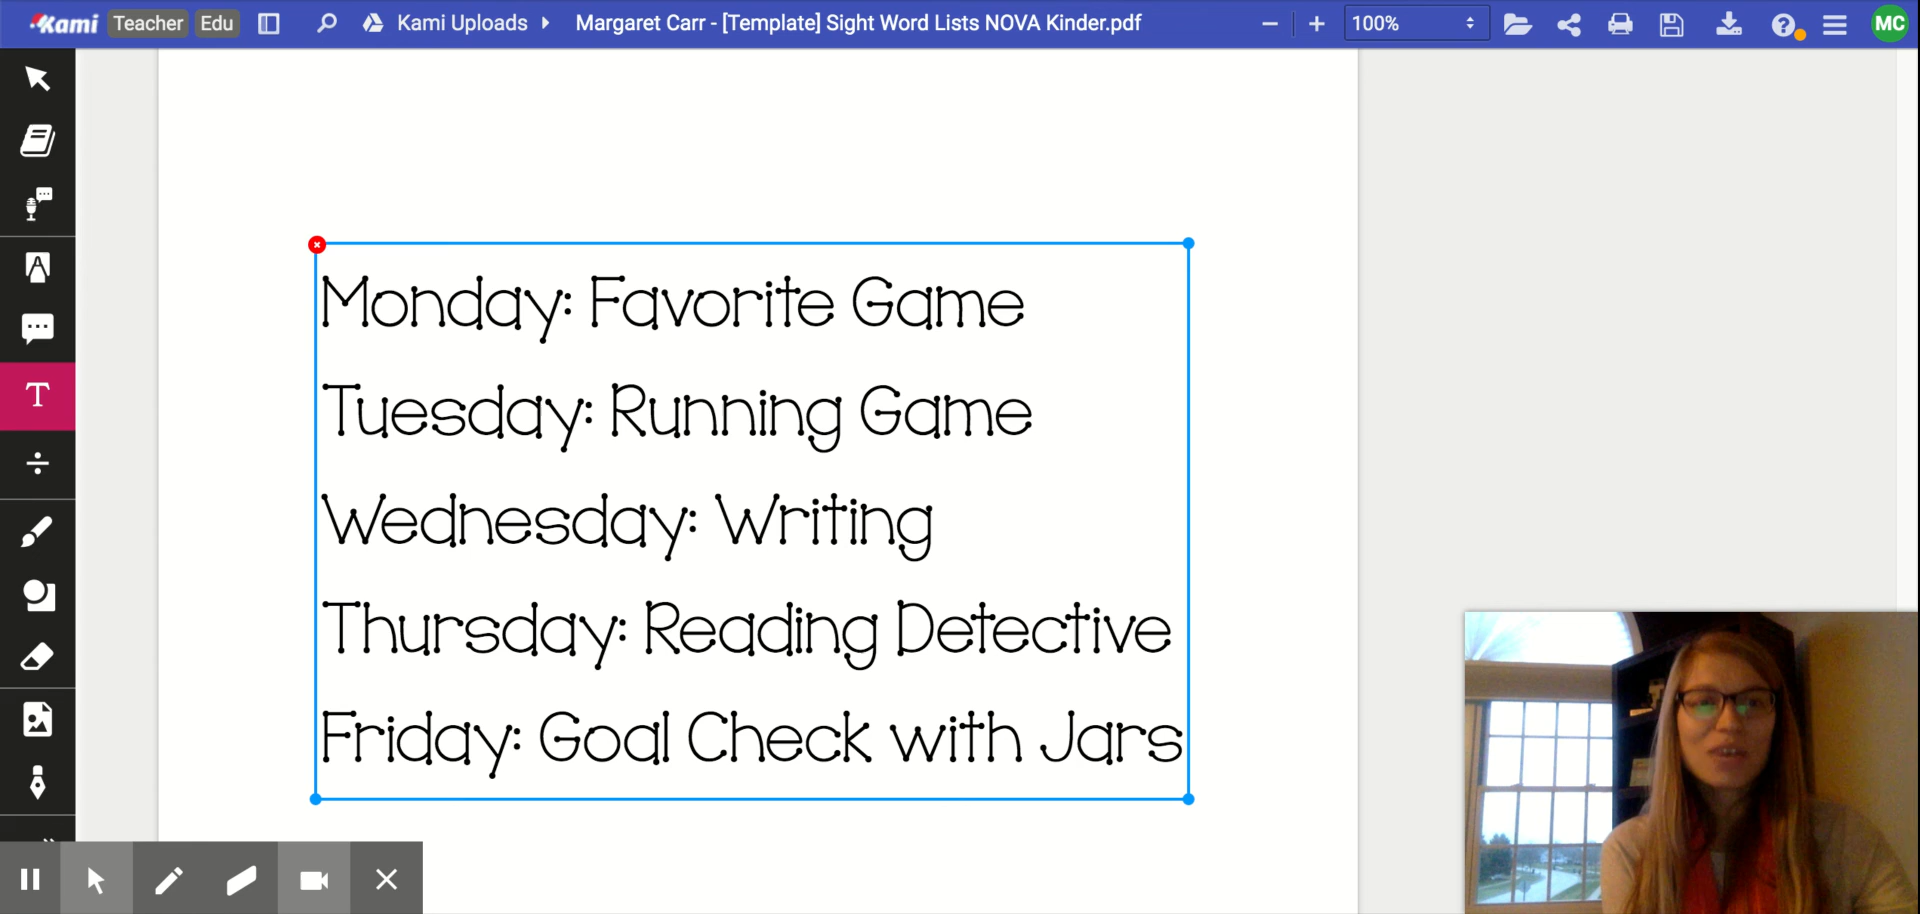 Kami Teacher Edu Kami Uploads Margaret Carr - [Template] Sight Word Lists NOVA Kinder.pdf 100% MC
Monday: Favorite Game
Tuesday: Running Game
Wednesday: Writing
Thursday: Reading Detective
Friday: Goal Check with Jars